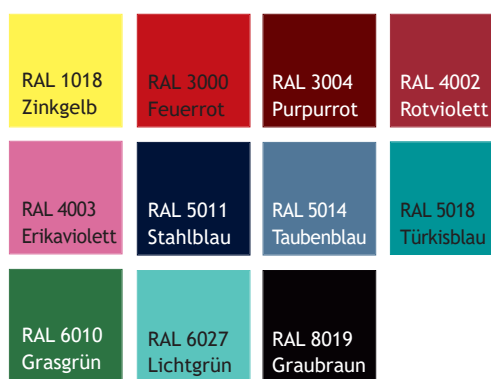 RAL 1018
Zinkgelb
RAL 3000
Feuerrot
RAL 3004
Purpurrot
RAL 4002
Rotviolett
RAL 4003
Erikaviolett
RAL 5011
Stahlblau
RAL 5014
Taubenblau
RAL 5018
Türkisblau
RAL 6010
Grasgrün
RAL 6027
Lichtgrün
RAL 8019
Graubraun